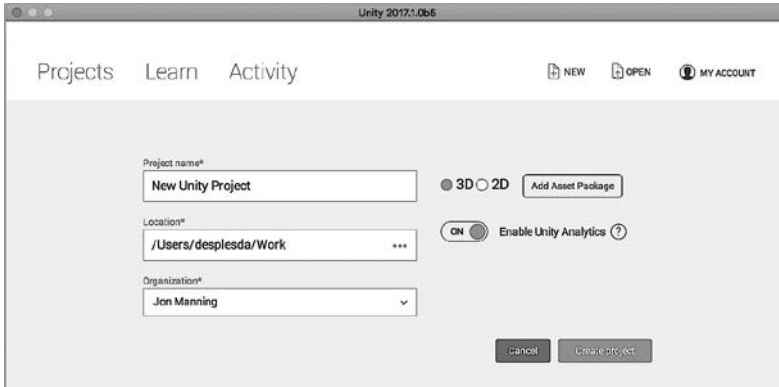 Unity 2017.1.0b5
Projects Learn Activity NEW OPEN MY ACCOUNT
Project name*
New Unity Project
3D 2D Add Asset Package
Location*
/Users/desplesda/Work •••
ON Enable Unity Analytics ?
Organization*
Jon Manning
Cancel Create project